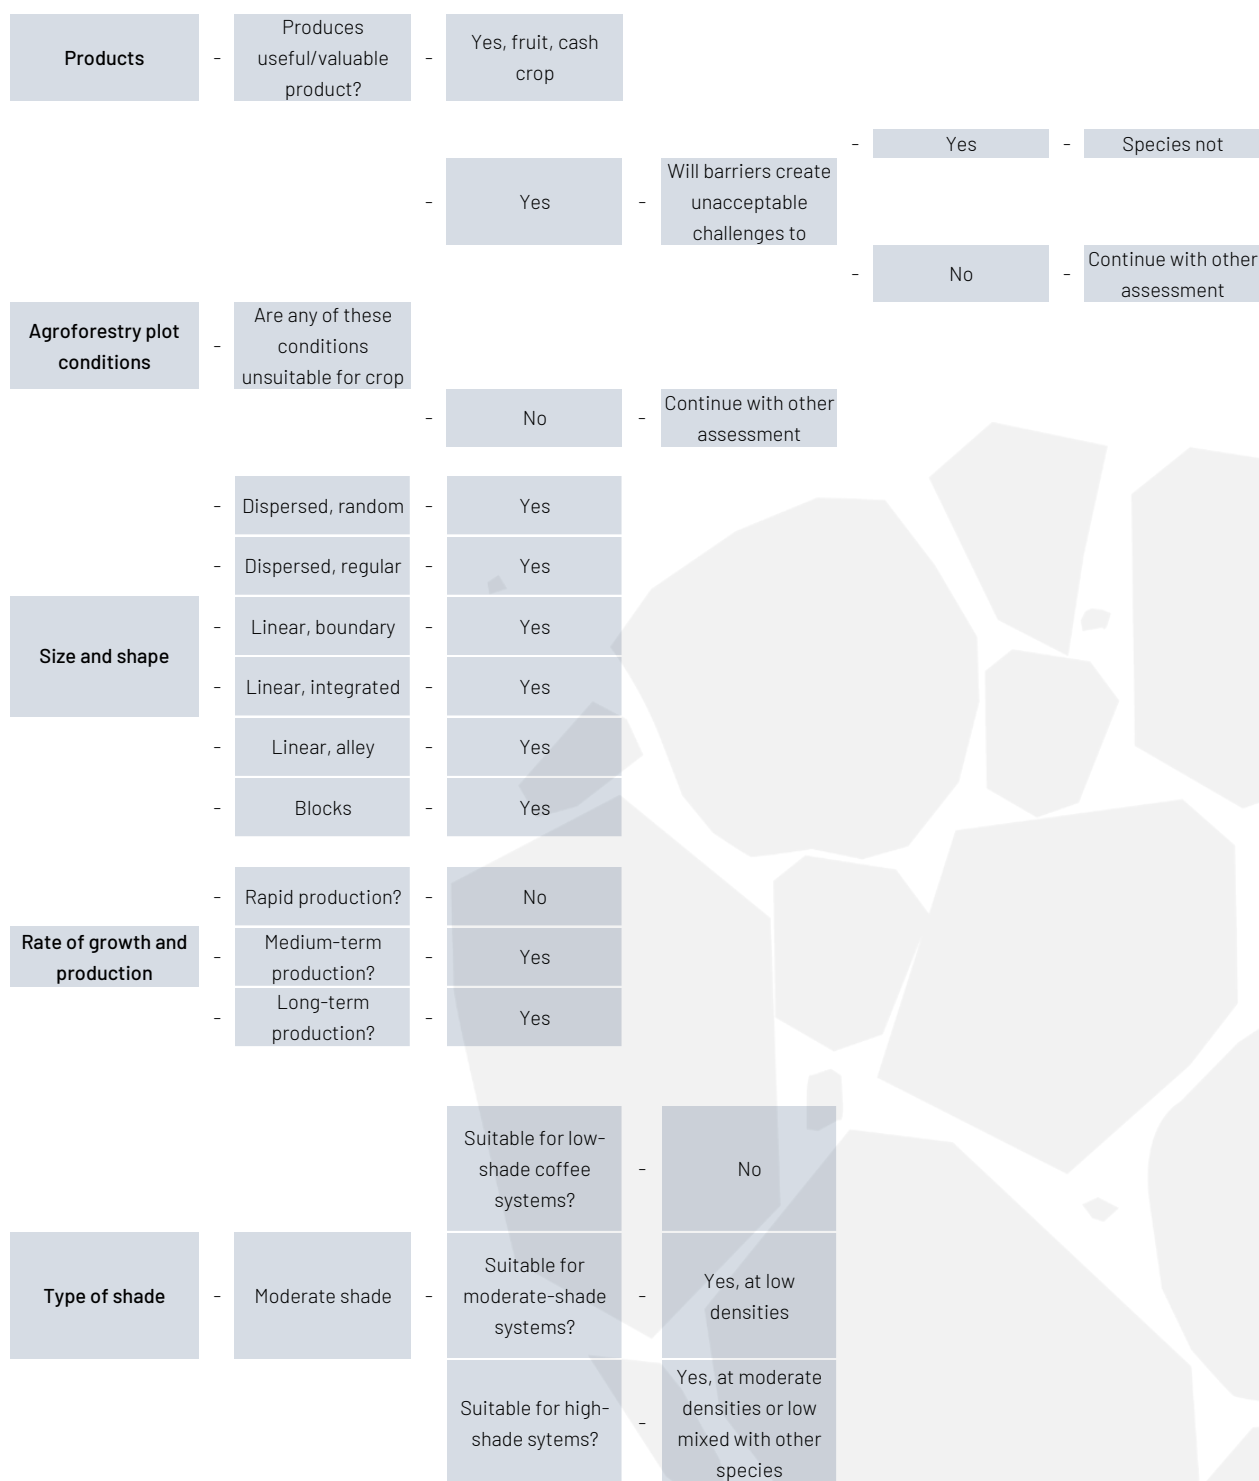 Products
-
Produces
useful/valuable
product?
-
Yes, fruit, cash
crop
Agroforestry plot
conditions
-
Are any of these
conditions
unsuitable for crop
-
Yes
-
Will barriers create
unacceptable
challenges to
-
Yes
-
Species not
-
No
-
Continue with other
assessment
-
No
-
Continue with other
assessment
Size and shape
-
Dispersed, random
-
Yes
-
Dispersed, regular
-
Yes
-
Linear, boundary
-
Yes
-
Linear, integrated
-
Yes
-
Linear, alley
-
Yes
-
Blocks
-
Yes
Rate of growth and
production
-
Rapid production?
-
No
-
Medium-term
production?
-
Yes
-
Long-term
production?
-
Yes
Type of shade
-
Moderate shade
-
Suitable for low-
shade coffee
systems?
-
No
Suitable for
moderate-shade
systems?
-
Yes, at low
densities
Suitable for high-
shade sytems?
-
Yes, at moderate
densities or low
mixed with other
species